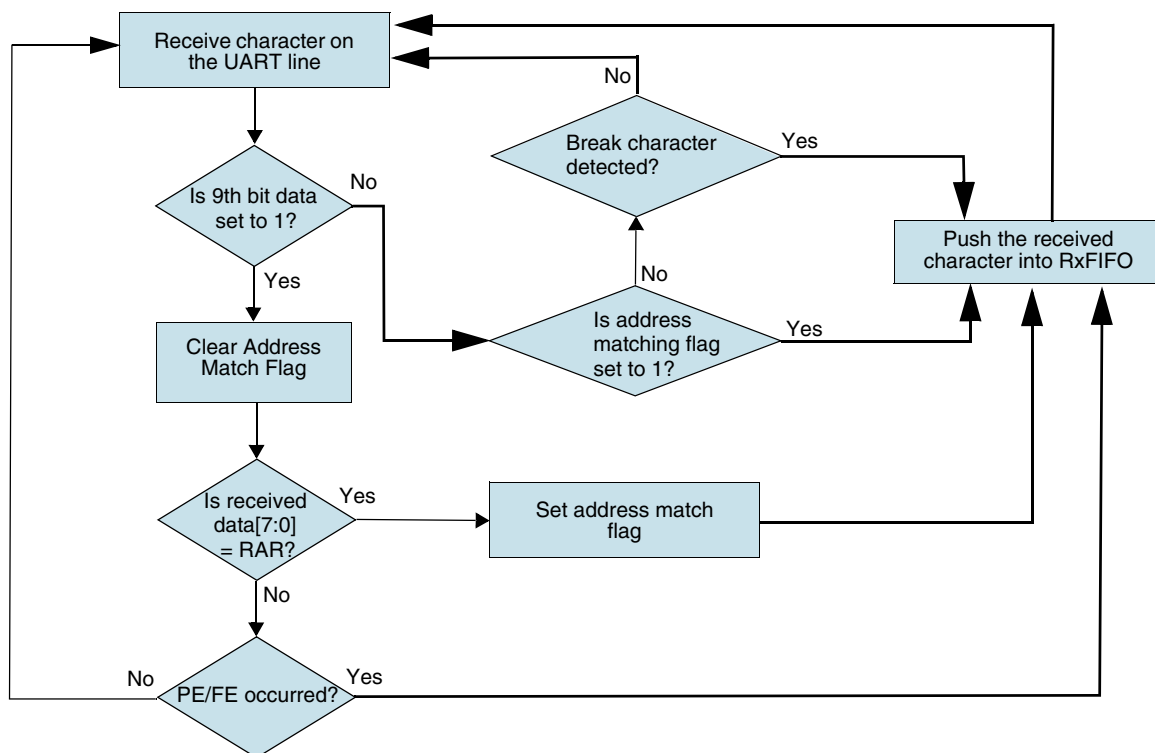 Receive character on
the UART line
No
Break character
detected?
Yes
Is 9th bit data
set to 1?
No
Push the received
character into RxFIFO
Yes
No
Clear Address
Match Flag
Is address
matching flag
set to 1?
Yes
Is received
data[7:0]
= RAR?
Yes
Set address match
flag
No
No
PE/FE occurred?
Yes